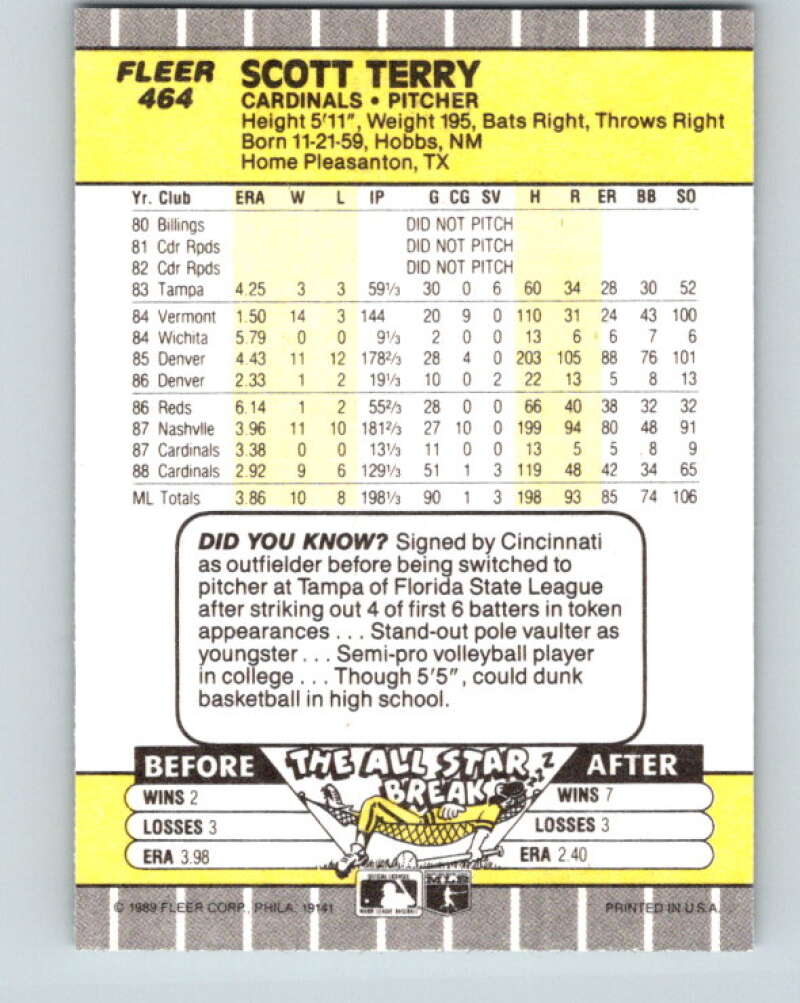 FLEER
464
SCOTT TERRY
CARDINALS • PITCHER
Height 5'11", Weight 195, Bats Right, Throws Right
Born 11-21-59, Hobbs, NM
Home Pleasanton, TX
Yr. Club ERA W L IP G CG SV H R ER BB SO
80 Billings DID NOT PITCH
81 Cdr Rpds DID NOT PITCH
82 Cdr Rpds DID NOT PITCH
83 Tampa 4.25 3 3 59⅓ 30 0 6 60 34 28 30 52
84 Vermont 1.50 14 3 144 20 9 0 110 31 24 43 100
84 Wichita 5.79 0 0 9⅓ 2 0 0 13 6 6 7 6
85 Denver 4.43 11 12 178⅔ 28 4 0 203 105 88 76 101
86 Denver 2.33 1 2 19⅓ 10 0 2 22 13 5 8 13
86 Reds 6.14 1 2 55⅔ 28 0 0 66 40 38 32 32
87 Nashvlle 3.96 11 10 181⅔ 27 10 0 199 94 80 48 91
87 Cardinals 3.38 0 0 13⅓ 11 0 0 13 5 5 8 9
88 Cardinals 2.92 9 6 129⅓ 51 1 3 119 48 42 34 65
ML Totals 3.86 10 8 198⅓ 90 1 3 198 93 85 74 106
DID YOU KNOW? Signed by Cincinnati
as outfielder before being switched to
pitcher at Tampa of Florida State League
after striking out 4 of first 6 batters in token
appearances . . . Stand-out pole vaulter as
youngster . . . Semi-pro volleyball player
in college . . . Though 5'5", could dunk
basketball in high school.
BEFORE THE ALL STAR BREAK zzZ AFTER
WINS 2 WINS 7
LOSSES 3 LOSSES 3
ERA 3.98 ERA 2.40
MLB
© 1989 FLEER CORP., PHILA. 19141 PRINTED IN U.S.A.